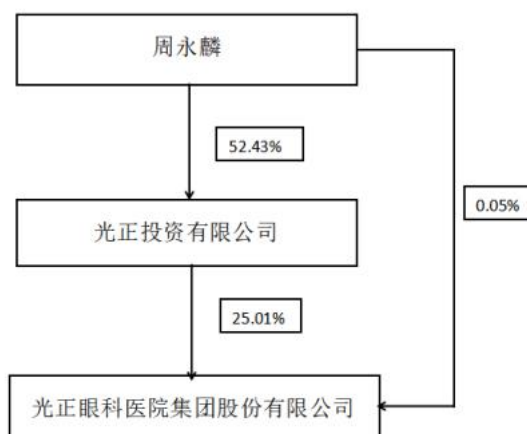 周永麟
52.43%
0.05%
光正投资有限公司
25.01%
光正眼科医院集团股份有限公司